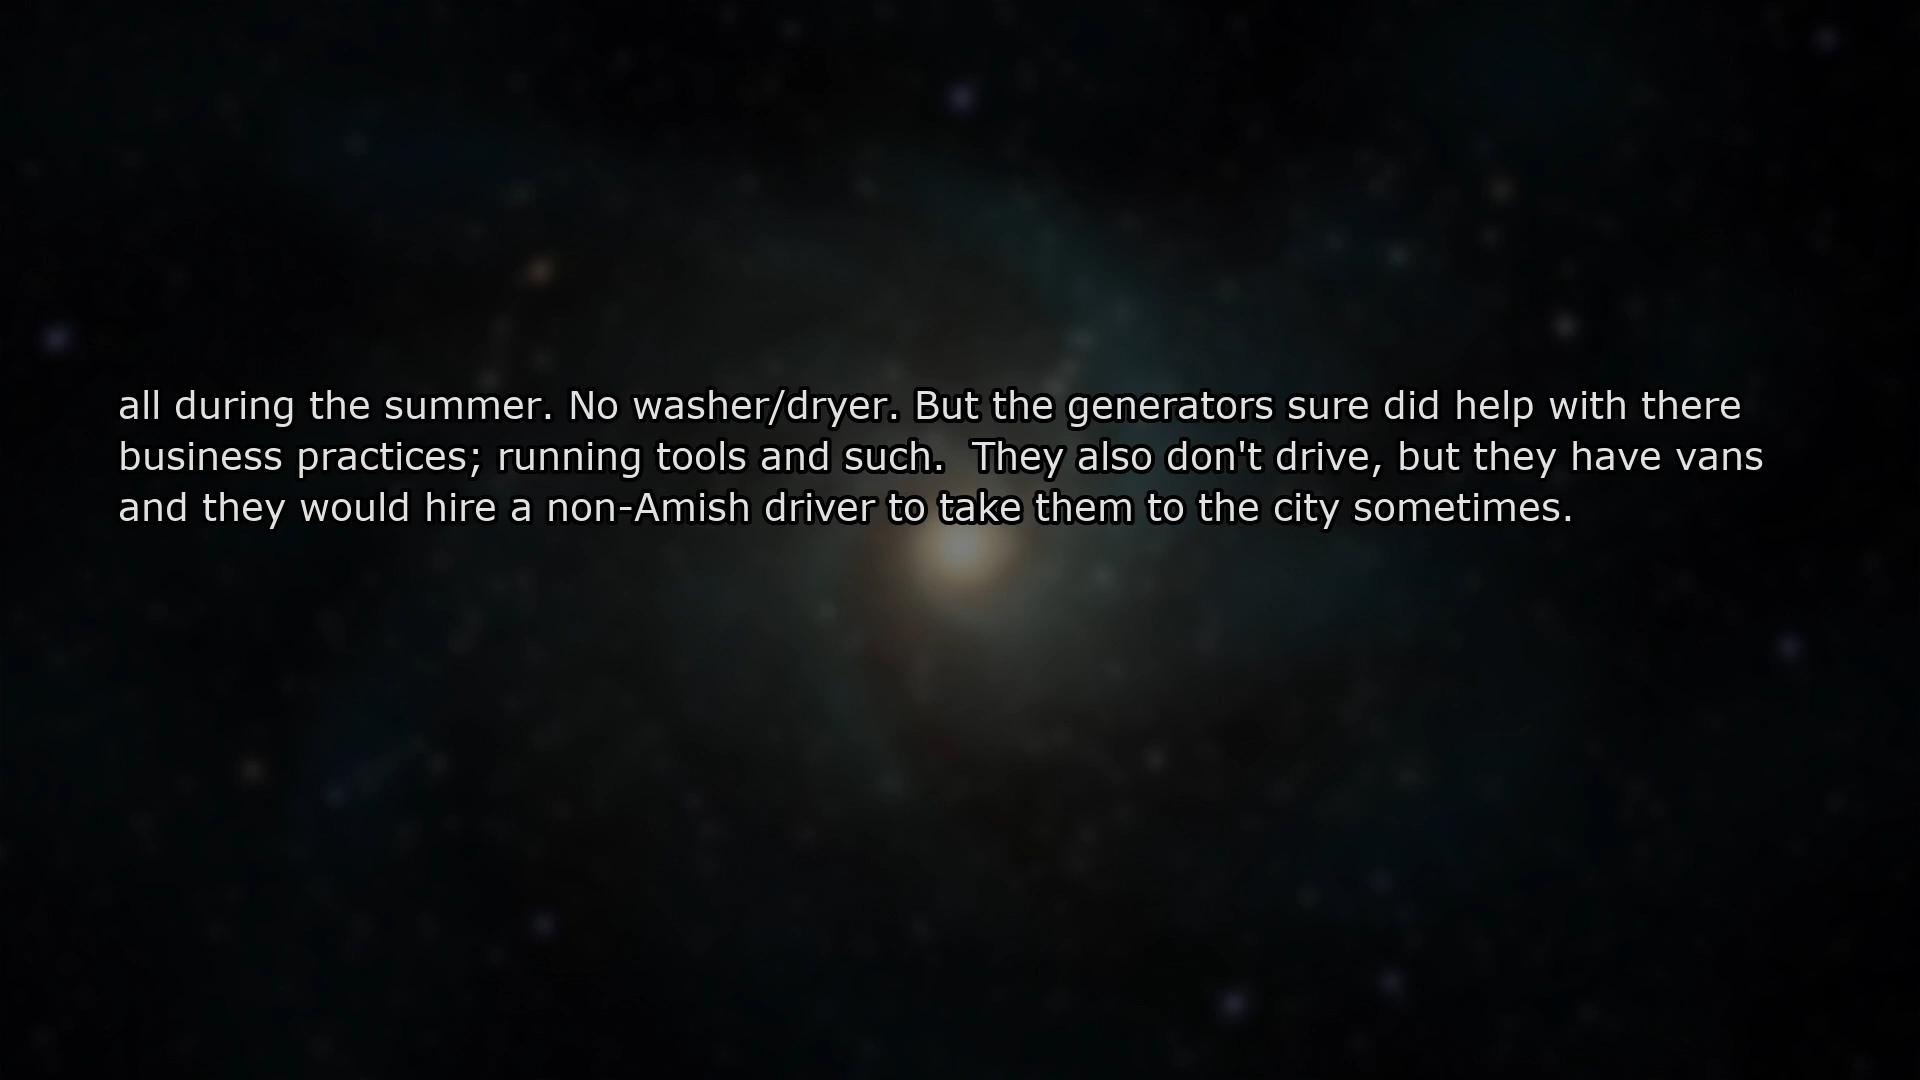 all during the summer. No washer/dryer. But the generators sure did help with there
business practices; running tools and such.  They also don't drive, but they have vans
and they would hire a non-Amish driver to take them to the city sometimes.